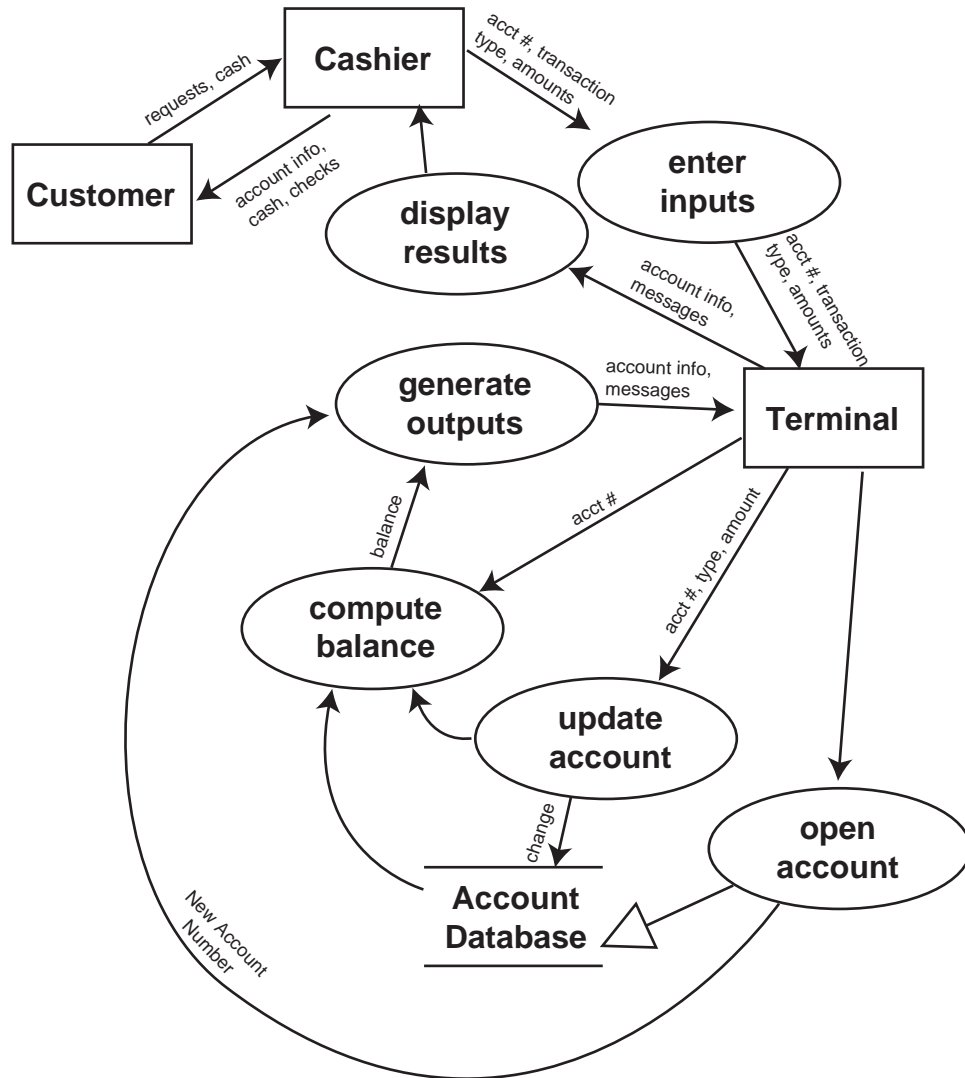 Cashier
acct #, transaction
type, amounts
requests, cash
Customer
account info,
cash, checks
enter
inputs
display
results
acct #, transaction
type, amounts
account info,
messages
generate
outputs
account info,
messages
Terminal
balance
acct #
acct #, type, amount
compute
balance
update
account
change
open
account
Account
Database
New Account
Number